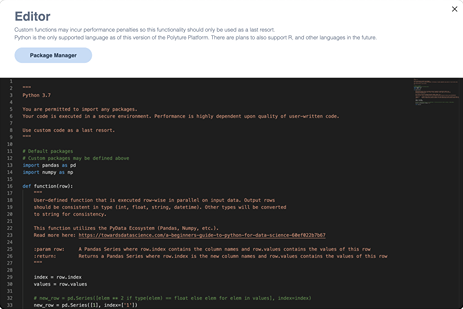 Editor
Custom functions may incur performance penalties so this functionality should only be used as a last resort.
Python is the only supported language as of this version of the Polyture Platform. There are plans to also support R, and other languages in the future.
Package Manager
1
2 """
3 Python 3.7
4
5 You are permitted to import any packages.
6 Your code is executed in a secure environment. Performance is highly dependent upon quality of user-written code.
7
8 Use custom code as a last resort.
9 """
10
11 # Default packages
12 # Custom packages may be defined above
13 import pandas as pd
14 import numpy as np
15
16 def function(row):
17 """
18 User-defined function that is executed row-wise in parallel on input data. Output rows
19 should be consistent in type (int, float, string, datetime). Other types will be converted
20 to string for consistency.
21
22 This function utilizes the PyData Ecosystem (Pandas, Numpy, etc.).
23 Read more here: https://towardsdatascience.com/a-beginners-guide-to-python-for-data-science-60ef022b7b67
24
25 :param row: A Pandas Series where row.index contains the column names and row.values contains the values of this row
26 :return: Returns a Pandas Series where row.index is the new column names and row.values contains the values of this row
27 """
28
29 index = row.index
30 values = row.values
31
32 # new_row = pd.Series([elem ** 2 if type(elem) == float else elem for elem in values], index=index)
33 new_row = pd.Series([1], index=['1'])